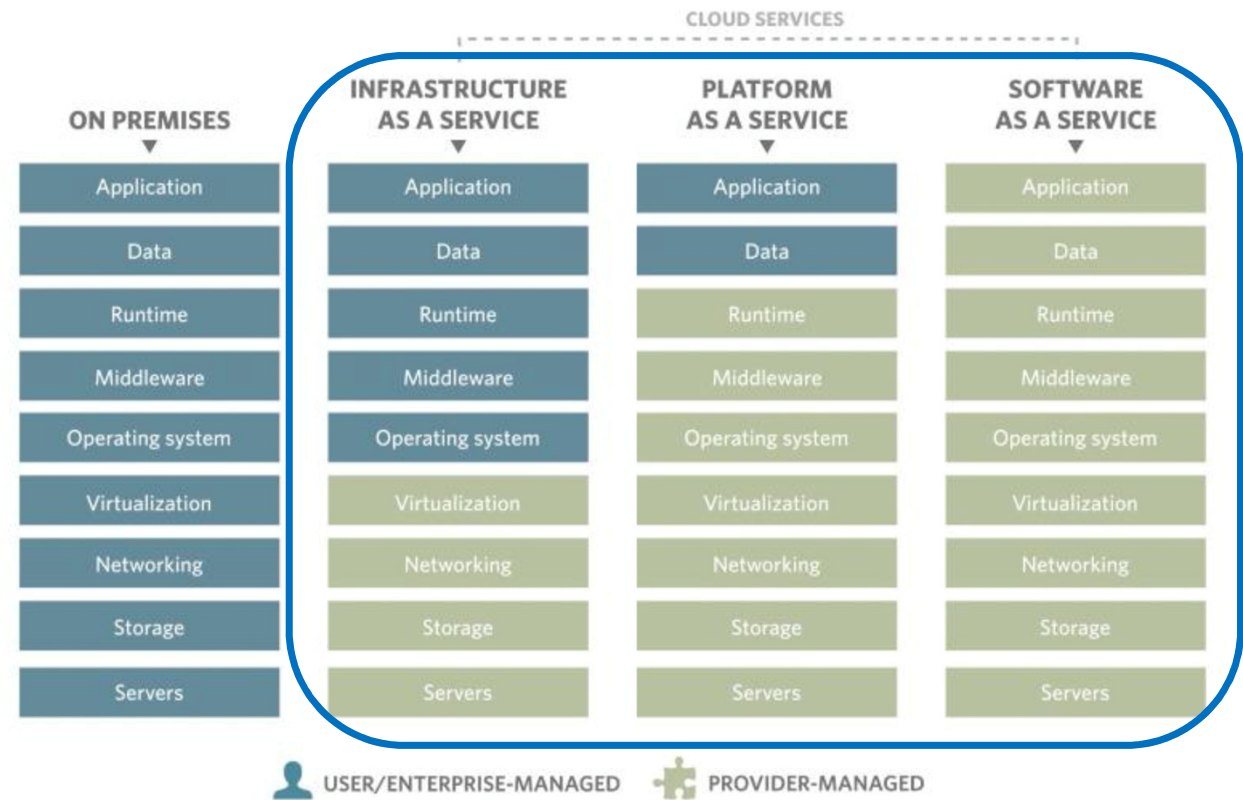 CLOUD SERVICES
ON PREMISES
INFRASTRUCTURE
AS A SERVICE
PLATFORM
AS A SERVICE
SOFTWARE
AS A SERVICE
Application
Application
Application
Application
Data
Data
Data
Data
Runtime
Runtime
Runtime
Runtime
Middleware
Middleware
Middleware
Middleware
Operating system
Operating system
Operating system
Operating system
Virtualization
Virtualization
Virtualization
Virtualization
Networking
Networking
Networking
Networking
Storage
Storage
Storage
Storage
Servers
Servers
Servers
Servers
USER/ENTERPRISE-MANAGED
PROVIDER-MANAGED